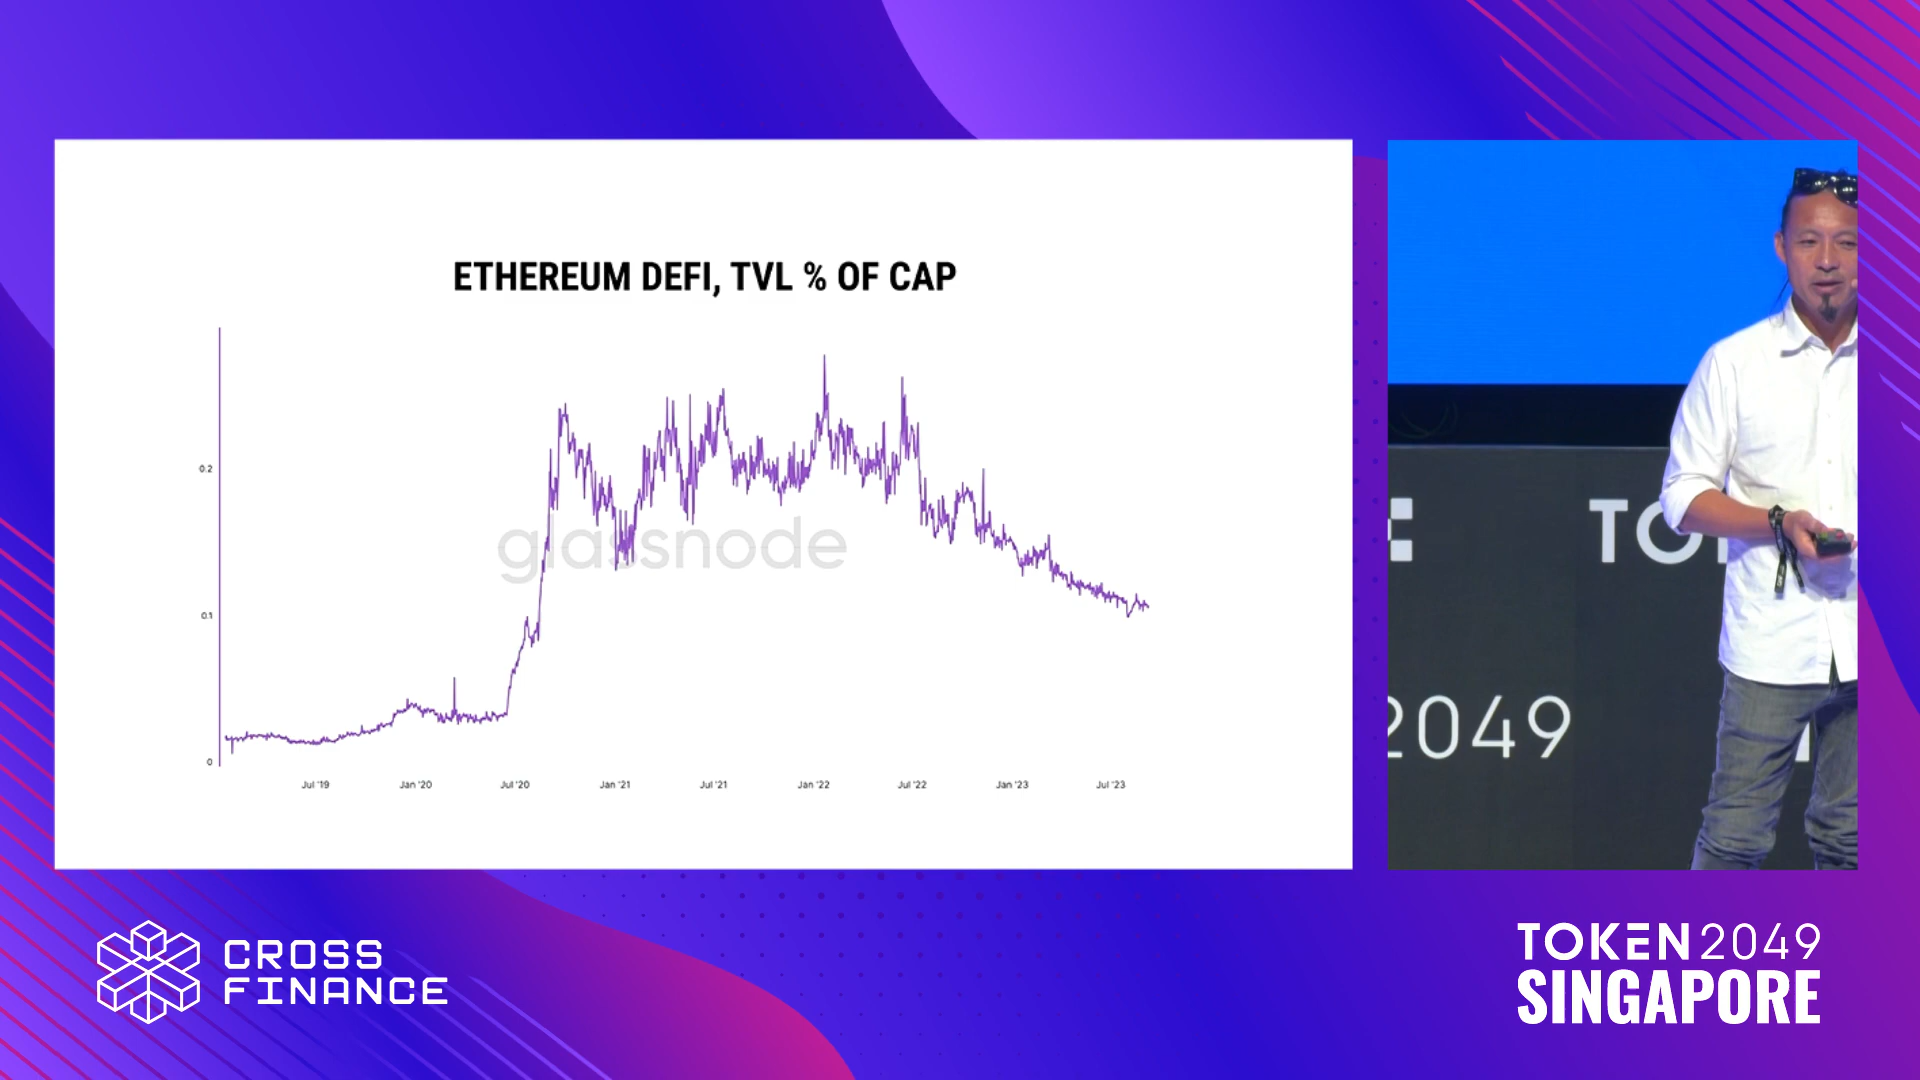 ETHEREUM DEFI, TVL % OF CAP
0.2
0.1
0
glassnode
Jul '19
Jan '20
Jul '20
Jan '21
Jul '21
Jan '22
Jul '22
Jan '23
Jul '23
TO
2049
CROSS
FINANCE
TOKEN2049
SINGAPORE